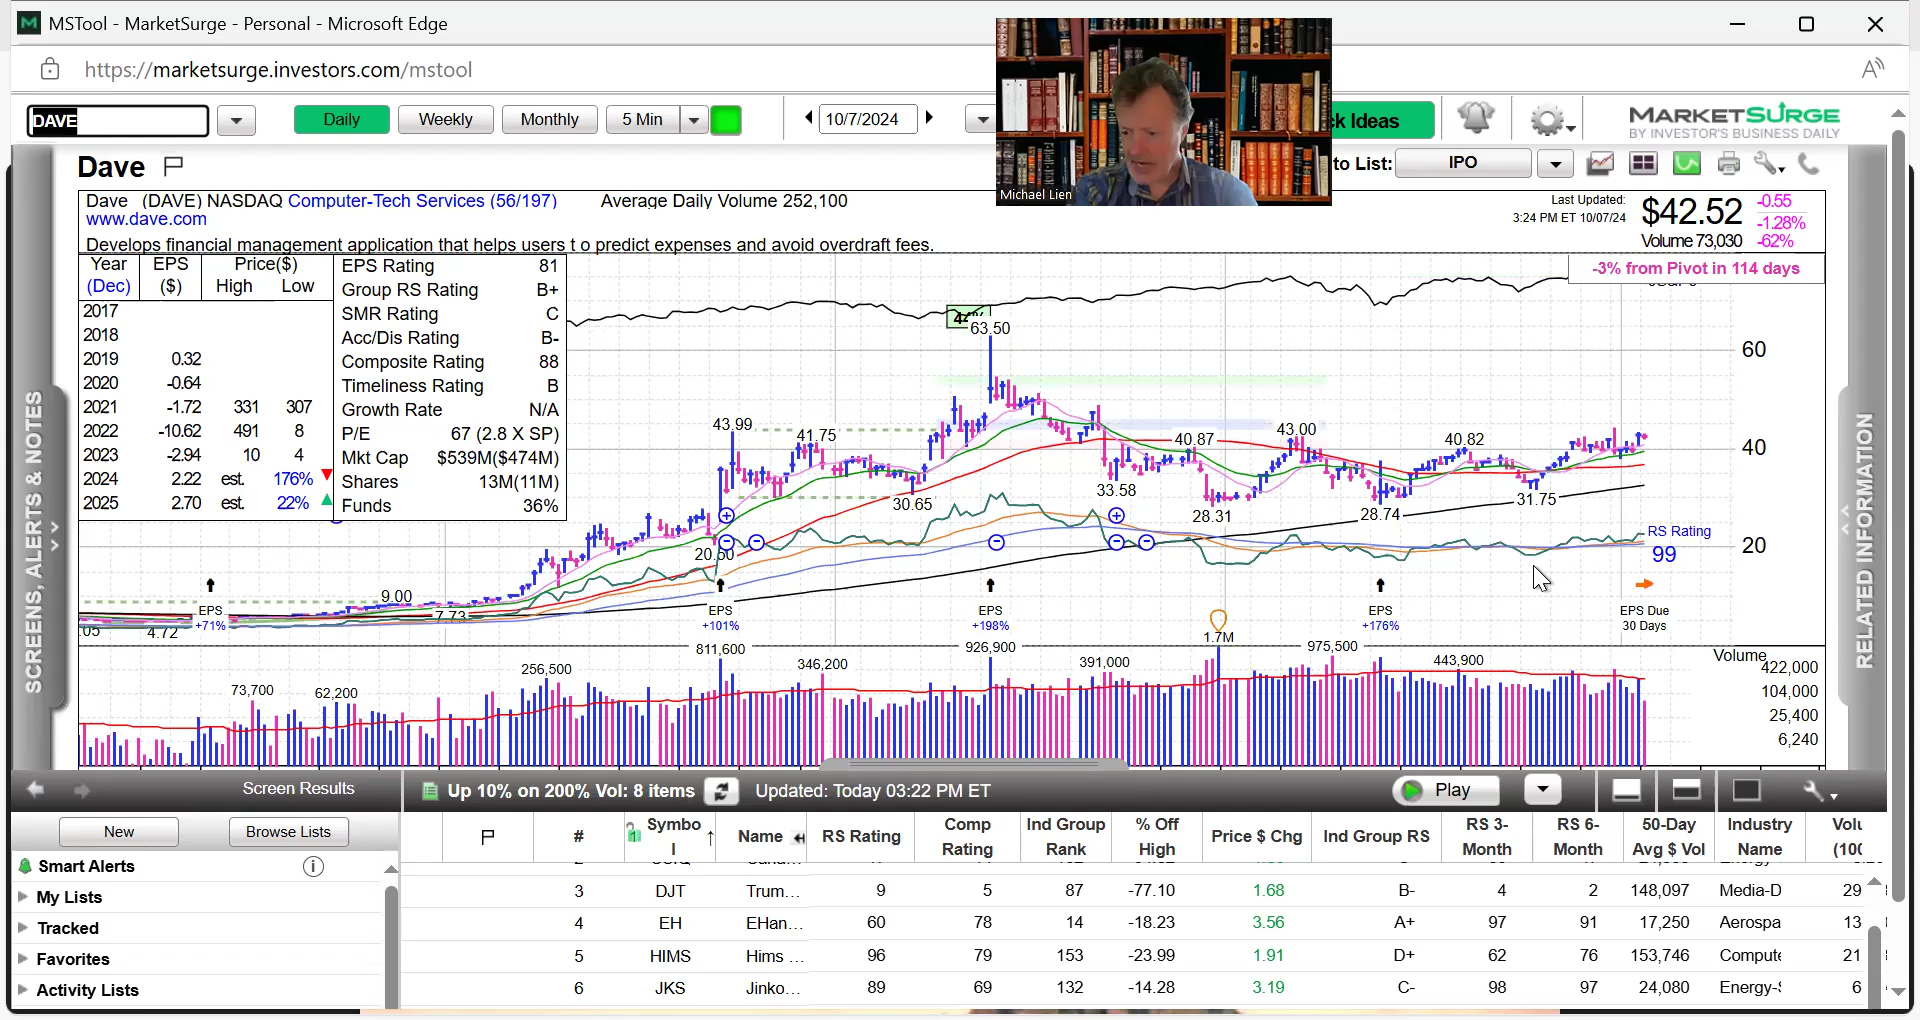 MSTool - MarketSurge - Personal - Microsoft Edge
https://marketsurge.investors.com/mstool
DAVE
Daily
Weekly
Monthly
5 Min
10/7/2024
k Ideas
MARKETSURGE
BY INVESTOR'S BUSINESS DAILY
Michael Lien
Dave
to List:
IPO
Dave (DAVE) NASDAQ Computer-Tech Services (56/197) Average Daily Volume 252,100
www.dave.com
Develops financial management application that helps users t o predict expenses and avoid overdraft fees.
Last Updated:
3:24 PM ET 10/07/24
$42.52
-0.55
-1.28%
Volume 73,030 -62%
-3% from Pivot in 114 days
Year EPS Price($)
(Dec) ($) High Low
2017
2018
2019 0.32
2020 -0.64
2021 -1.72 331 307
2022 -10.62 491 8
2023 -2.94 10 4
2024 2.22 est. 176%
2025 2.70 est. 22%
EPS Rating 81
Group RS Rating B+
SMR Rating C
Acc/Dis Rating B-
Composite Rating 88
Timeliness Rating B
Growth Rate N/A
P/E 67 (2.8 X SP)
Mkt Cap $539M($474M)
Shares 13M(11M)
Funds 36%
63.50
60
43.99
41.75
40.87
43.00
40.82
40
30.65
33.58
28.31
28.74
31.75
20.50
20
RS Rating
99
9.00
7.73
.05
4.72
EPS
+71%
EPS
+101%
EPS
+198%
EPS
+176%
EPS Due
30 Days
73,700
62,200
256,500
811,600
346,200
926,900
391,000
1.7M
975,500
443,900
Volume
422,000
104,000
25,400
6,240
SCREENS, ALERTS & NOTES
RELATED INFORMATION
Screen Results
Up 10% on 200% Vol: 8 items
Updated: Today 03:22 PM ET
Play
New
Browse Lists
Smart Alerts
My Lists
Tracked
Favorites
Activity Lists
# Symbo
l Name RS Rating Comp
Rating Ind Group
Rank % Off
High Price $ Chg Ind Group RS RS 3-
Month RS 6-
Month 50-Day
Avg $ Vol Industry
Name Volu
(100
3 DJT Trum... 9 5 87 -77.10 1.68 B- 4 2 148,097 Media-D 29
4 EH EHan... 60 78 14 -18.23 3.56 A+ 97 91 17,250 Aerospa 13
5 HIMS Hims ... 96 79 153 -23.99 1.91 D+ 62 76 153,746 Compute 21
6 JKS Jinko... 89 69 132 -14.28 3.19 C- 98 97 24,080 Energy-S 6